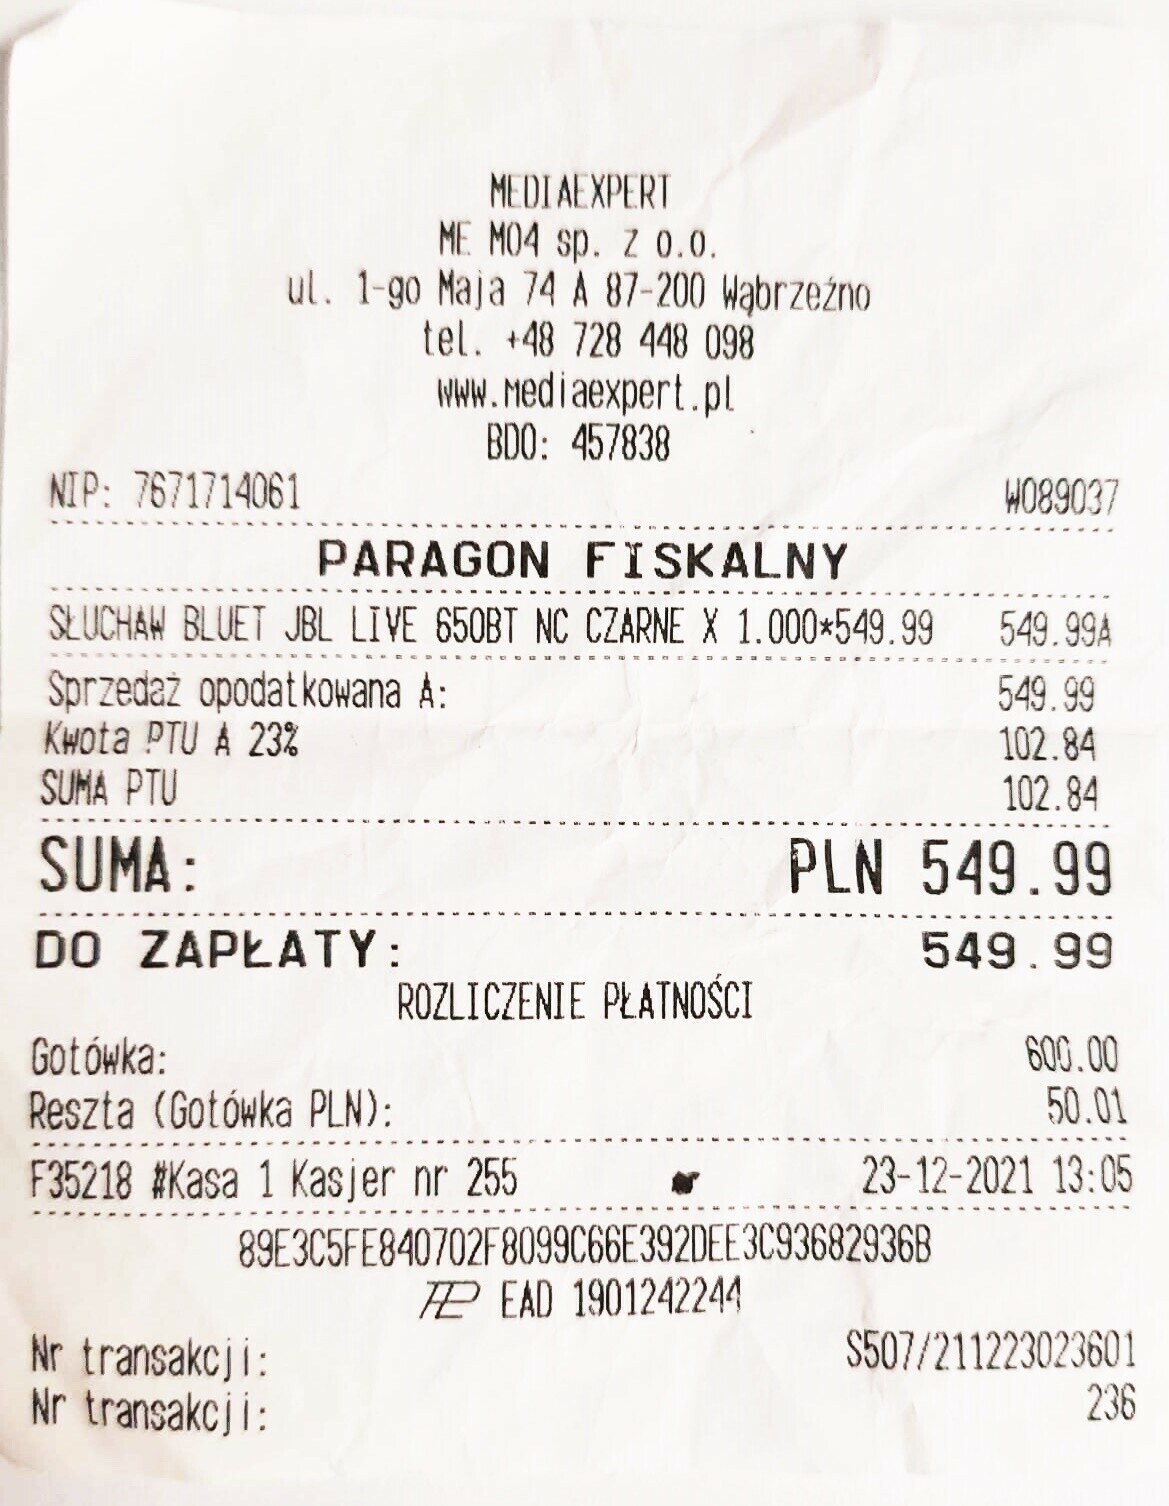 MEDIAEXPERT
ME M04 sp. z o.o.
ul. 1-go Maja 74 A 87-200 Wąbrzeźno
tel. +48 728 448 098
www.mediaexpert.pl
BDO: 457838
NIP: 7671714061 W089037
PARAGON FISKALNY
SŁUCHAW BLUET JBL LIVE 650BT NC CZARNE X 1.000*549.99 549.99A
Sprzedaż opodatkowana A: 549.99
Kwota PTU A 23% 102.84
SUMA PTU 102.84
SUMA: PLN 549.99
DO ZAPŁATY: 549.99
ROZLICZENIE PŁATNOŚCI
Gotówka: 600.00
Reszta (Gotówka PLN): 50.01
F35218 #Kasa 1 Kasjer nr 255 23-12-2021 13:05
89E3C5FE840702F8099C66E392DEE3C93682936B
EAD 1901242244
Nr transakcji: S507/211223023601
Nr transakcji: 236